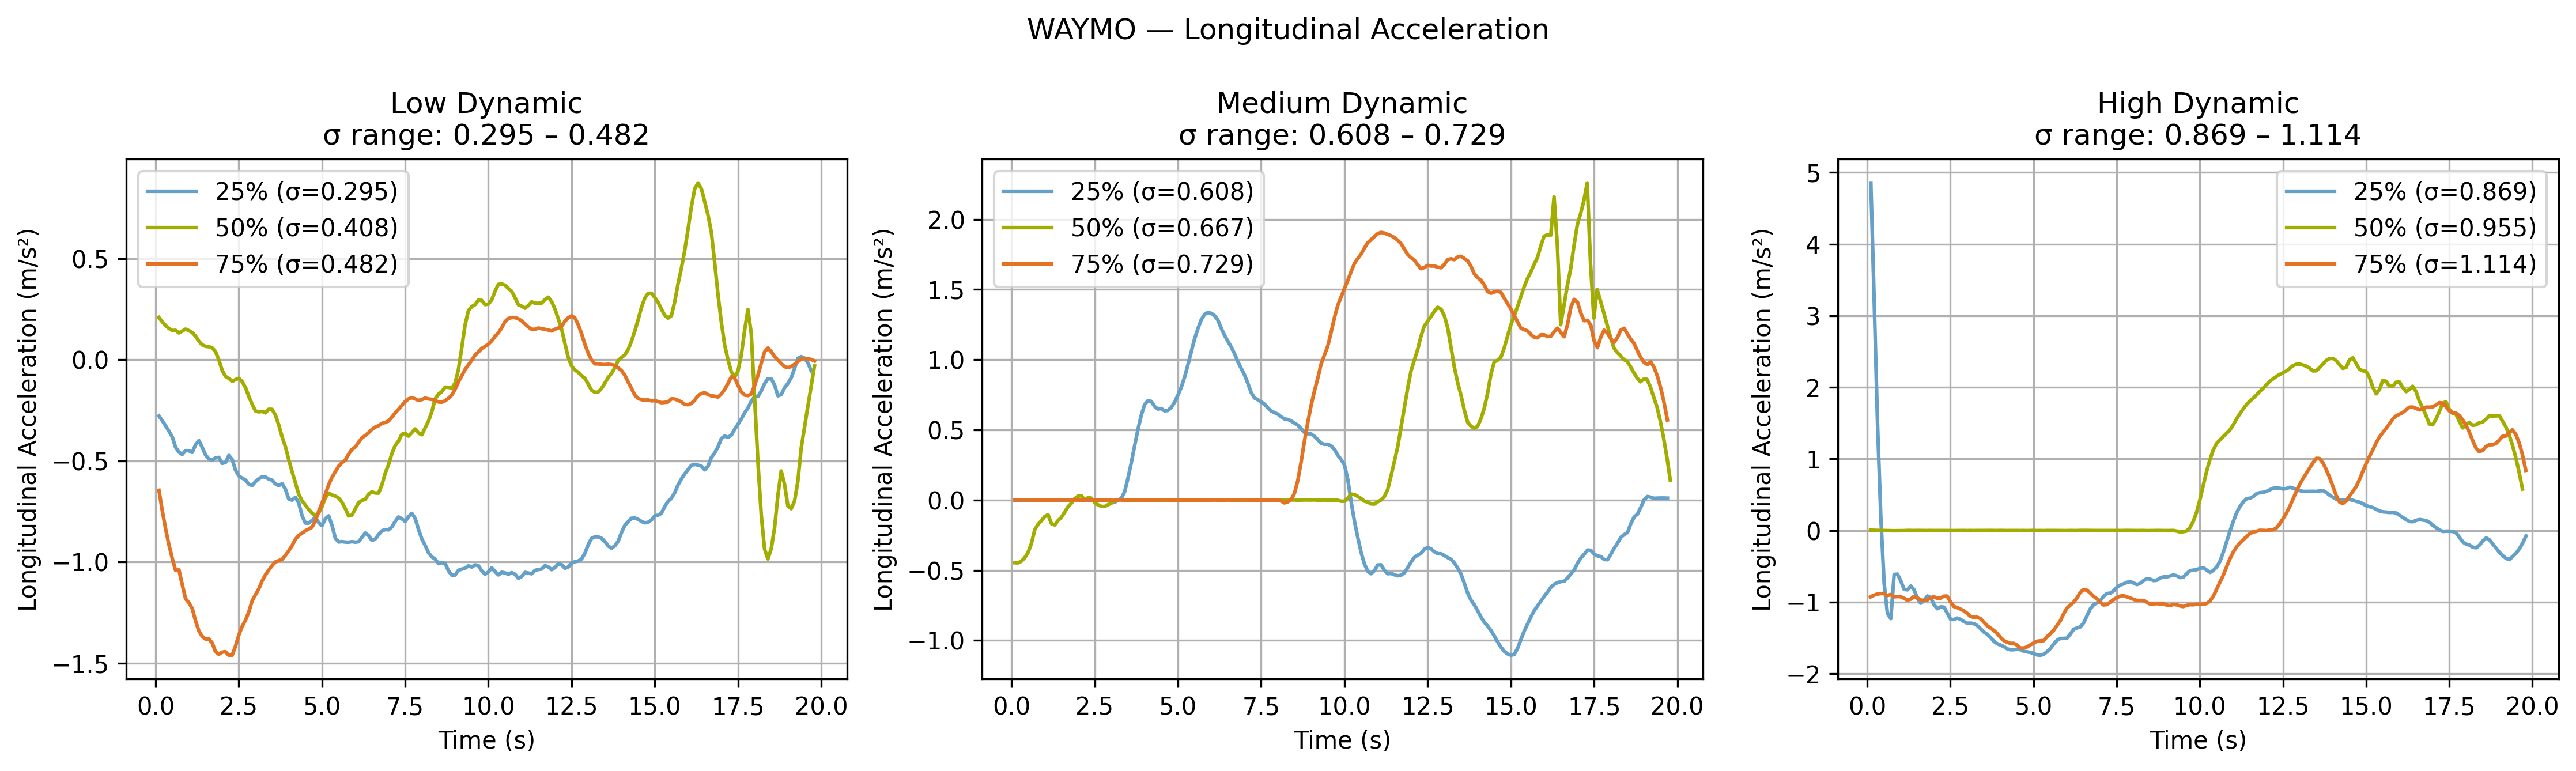 WAYMO — Longitudinal Acceleration
Low Dynamic
σ range: 0.295 – 0.482
Longitudinal Acceleration (m/s²)
0.5
0.0
−0.5
−1.0
−1.5
25% (σ=0.295)
50% (σ=0.408)
75% (σ=0.482)
0.0 2.5 5.0 7.5 10.0 12.5 15.0 17.5 20.0
Time (s)
Medium Dynamic
σ range: 0.608 – 0.729
Longitudinal Acceleration (m/s²)
2.0
1.5
1.0
0.5
0.0
−0.5
−1.0
25% (σ=0.608)
50% (σ=0.667)
75% (σ=0.729)
0.0 2.5 5.0 7.5 10.0 12.5 15.0 17.5 20.0
Time (s)
High Dynamic
σ range: 0.869 – 1.114
Longitudinal Acceleration (m/s²)
5
4
3
2
1
0
−1
−2
25% (σ=0.869)
50% (σ=0.955)
75% (σ=1.114)
0.0 2.5 5.0 7.5 10.0 12.5 15.0 17.5 20.0
Time (s)